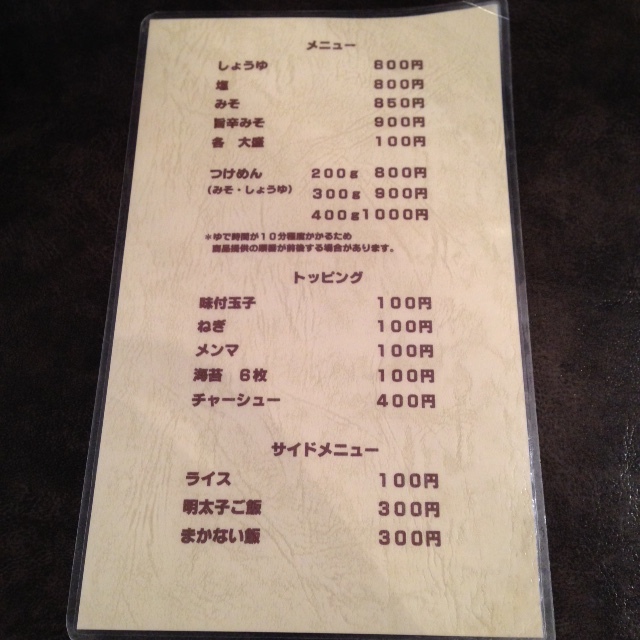 メニュー
しょうゆ 800円
塩 800円
みそ 850円
旨辛みそ 900円
各 大盛 100円
つけめん 200g 800円
(みそ・しょうゆ) 300g 900円
400g1000円
*ゆで時間が10分程度かかるため
商品提供の順番が前後する場合があります。
トッピング
味付玉子 100円
ねぎ 100円
メンマ 100円
海苔 6枚 100円
チャーシュー 400円
サイドメニュー
ライス 100円
明太子ご飯 300円
まかない飯 300円